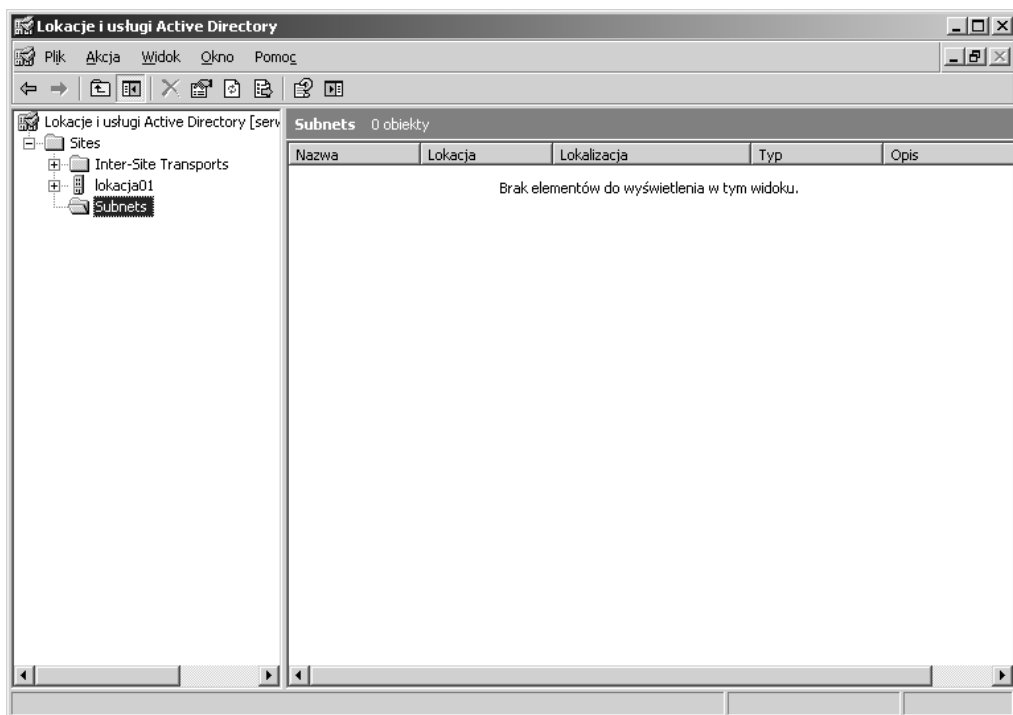 Lokacje i usługi Active Directory
Plik Akcja Widok Okno Pomoc
Lokacje i usługi Active Directory [serw
Sites
Inter-Site Transports
lokacja01
Subnets
Subnets 0 obiekty
Nazwa Lokacja Lokalizacja Typ Opis
Brak elementów do wyświetlenia w tym widoku.